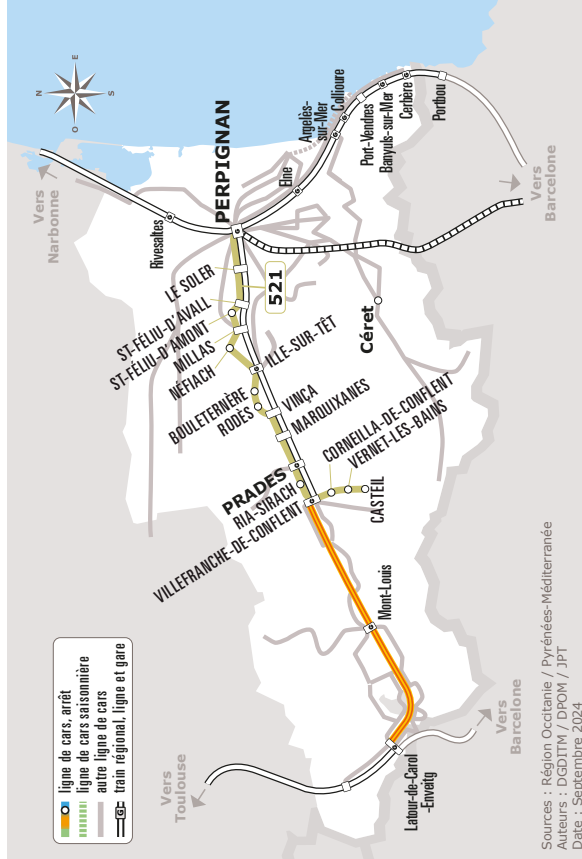 N
E
S
O
Vers
Narbonne
Rivesaltes
PERPIGNAN
Elne
Argelès-
sur-Mer
Collioure
Port-Vendres
Banyuls-sur-Mer
Cerbère
Portbou
Vers
Barcelone
LE SOLER
521
ST-FÉLIU-D'AVALL
ST-FÉLIU-D'AMONT
MILLAS
NÉFIACH
ILLE-SUR-TÊT
Céret
BOULETERNÈRE
RODÈS
VINÇA
MARQUIXANES
PRADES
RIA-SIRACH
VILLEFRANCHE-DE-CONFLENT
CORNEILLA-DE-CONFLENT
VERNET-LES-BAINS
CASTEIL
Mont-Louis
Latour-de-Carol
-Enveitg
Vers
Toulouse
Vers
Barcelone
ligne de cars, arrêt
ligne de cars saisonnière
autre ligne de cars
G train régional, ligne et gare
Sources : Région Occitanie / Pyrénées-Méditerranée
Auteurs : DGDITM / DPOM / JPT
Date : Septembre 2024